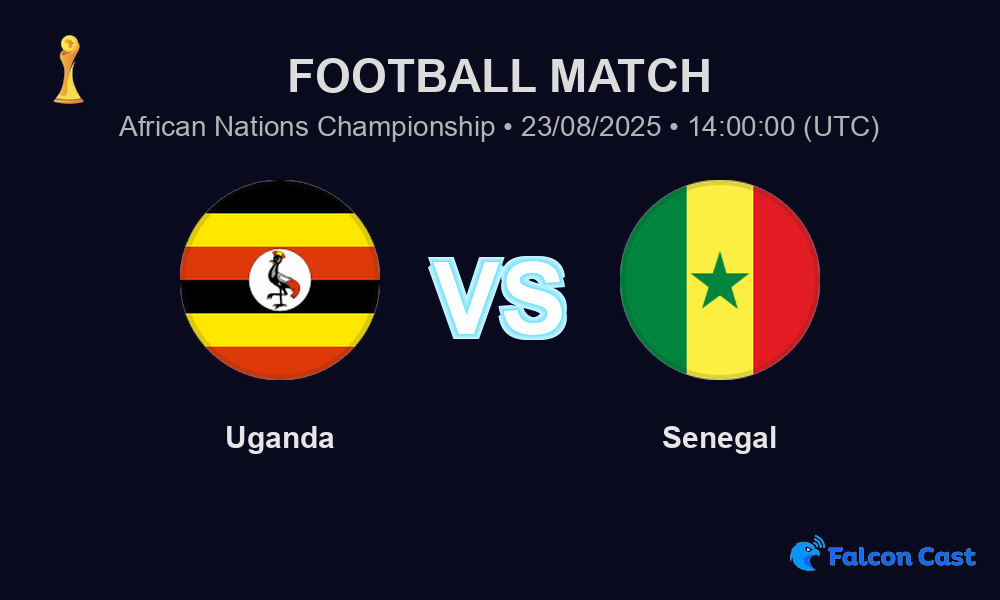 FOOTBALL MATCH
African Nations Championship • 23/08/2025 • 14:00:00 (UTC)
VS
Uganda
Senegal
Falcon Cast